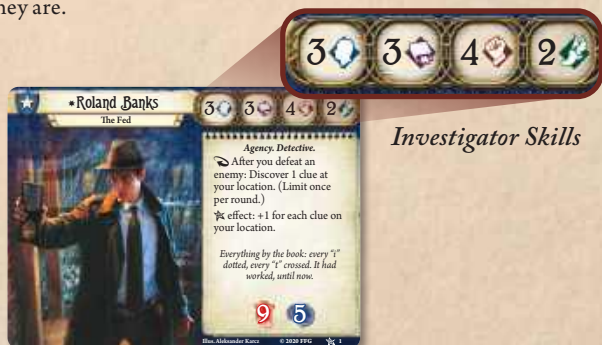 hey are.
3 3 4 2
Investigator Skills
•Roland Banks
The Fed
3 3 4 2
Agency. Detective.
After you defeat an
enemy: Discover 1 clue at
your location. (Limit once
per round.)
effect: +1 for each clue on
your location.
Everything by the book: every “i”
dotted, every “t” crossed. It had
worked, until now.
9 5
Illus. Aleksander Karcz © 2020 FFG 1